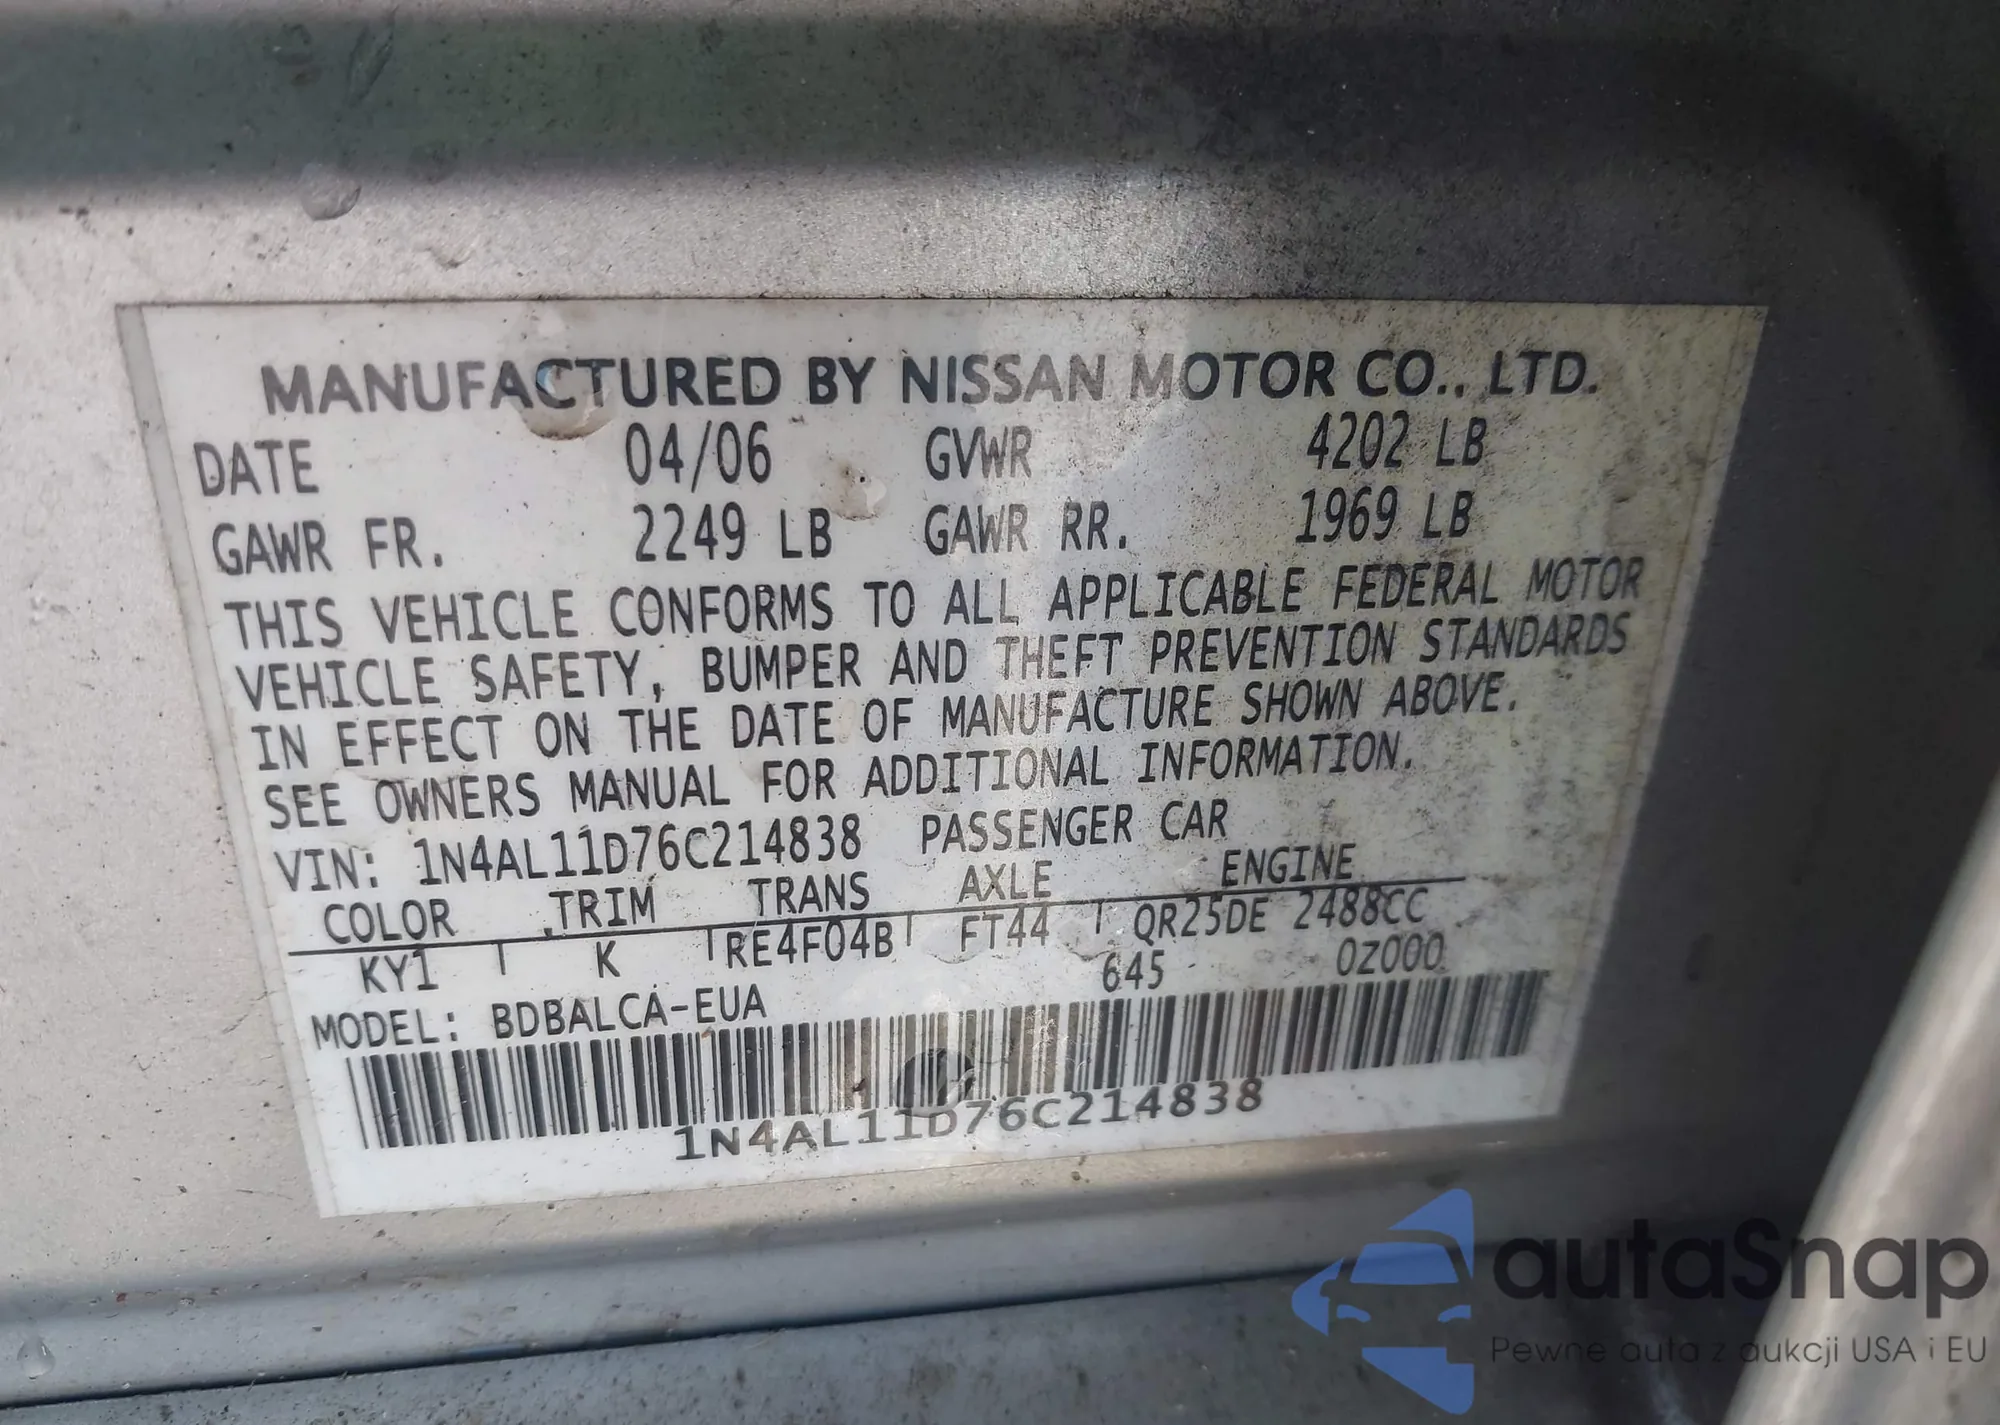 MANUFACTURED BY NISSAN MOTOR CO., LTD.
DATE 04/06 GVWR 4202 LB
GAWR FR. 2249 LB GAWR RR. 1969 LB
THIS VEHICLE CONFORMS TO ALL APPLICABLE FEDERAL MOTOR
VEHICLE SAFETY, BUMPER AND THEFT PREVENTION STANDARDS
IN EFFECT ON THE DATE OF MANUFACTURE SHOWN ABOVE.
SEE OWNERS MANUAL FOR ADDITIONAL INFORMATION.
VIN: 1N4AL11D76C214838 PASSENGER CAR
COLOR TRIM TRANS AXLE ENGINE
KY1 K RE4F04B FT44 QR25DE 2488CC
645 0Z000
MODEL: BDBALCA-EUA
1N4AL11D76C214838
autaSnap
Pewne auta z aukcji USA i EU